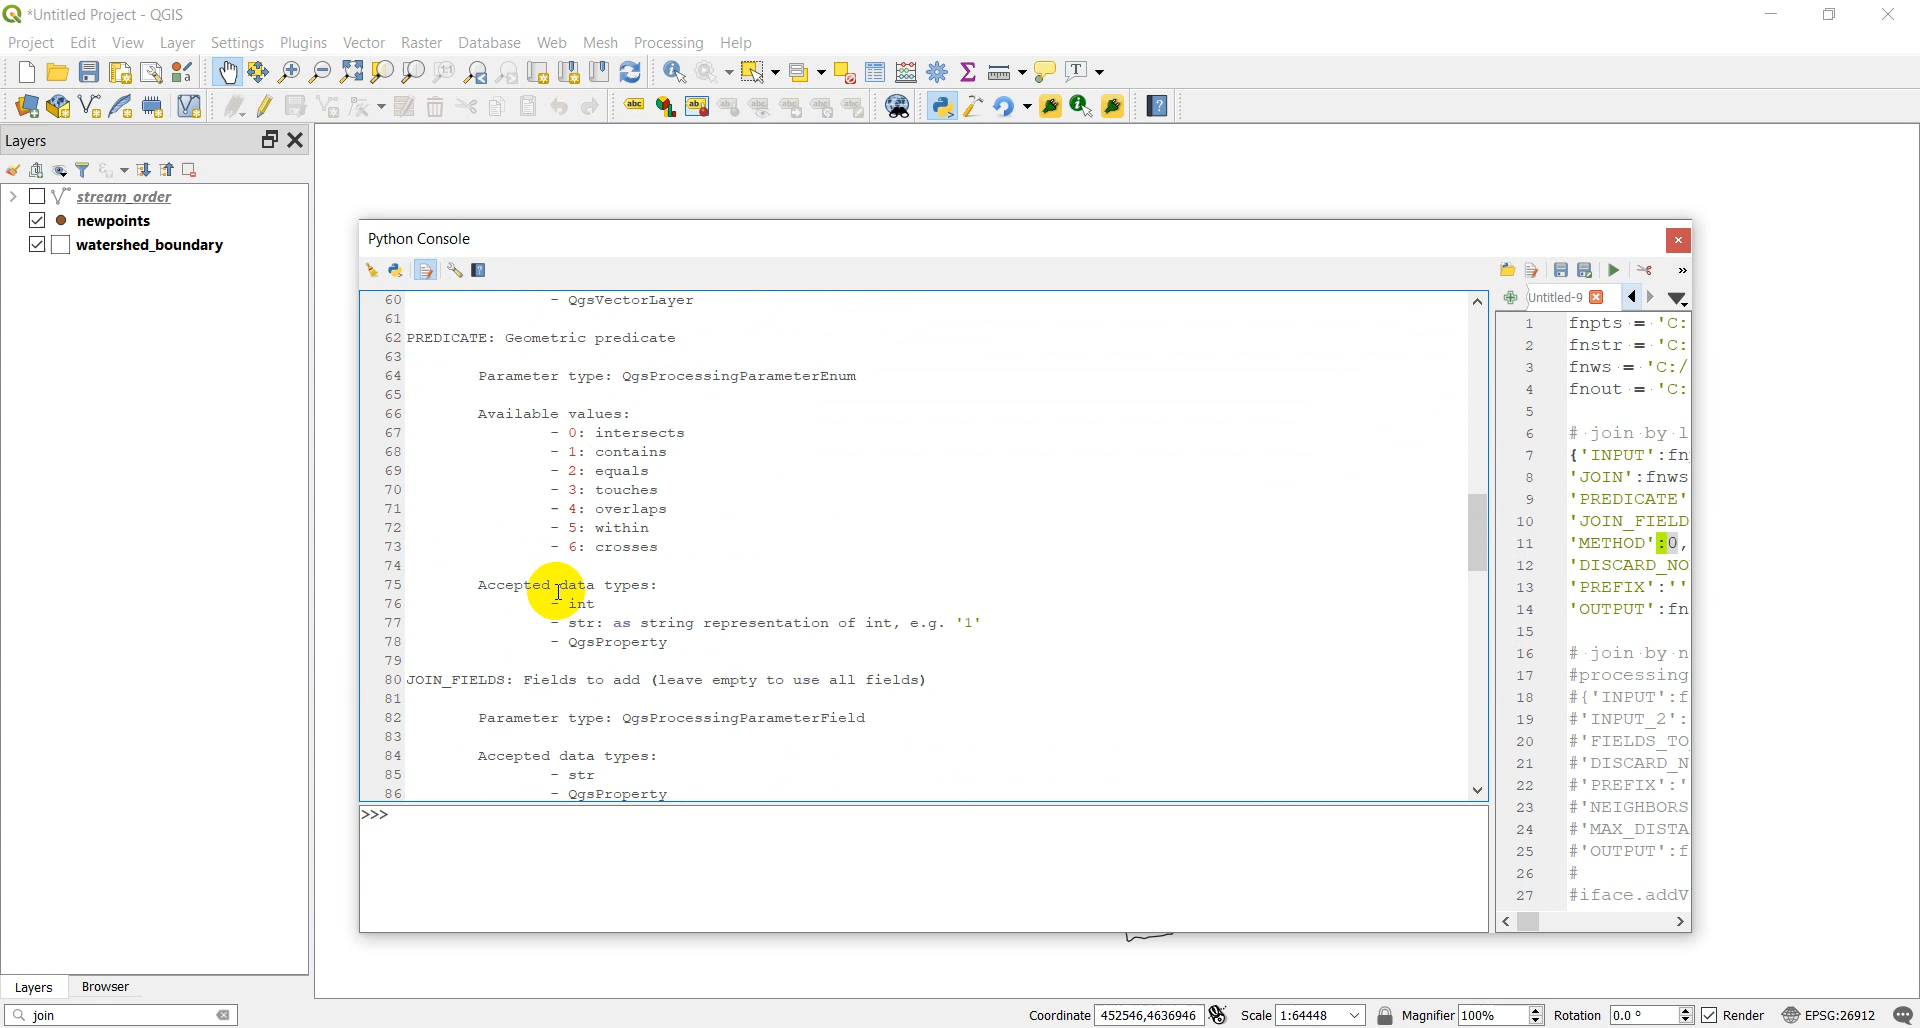 *Untitled Project - QGIS
Project Edit View Layer Settings Plugins Vector Raster Database Web Mesh Processing Help
Layers
stream_order
newpoints
watershed_boundary
Python Console
Untitled-9
60 - QgsVectorLayer
61
62 PREDICATE: Geometric predicate
63
64 Parameter type: QgsProcessingParameterEnum
65
66 Available values:
67 - 0: intersects
68 - 1: contains
69 - 2: equals
70 - 3: touches
71 - 4: overlaps
72 - 5: within
73 - 6: crosses
74
75 Accepted data types:
76 - int
77 - str: as string representation of int, e.g. '1'
78 - QgsProperty
79
80 JOIN_FIELDS: Fields to add (leave empty to use all fields)
81
82 Parameter type: QgsProcessingParameterField
83
84 Accepted data types:
85 - str
86 - QgsProperty
>>>
1 fnpts = 'C:
2 fnstr = 'C:
3 fnws = 'C:/
4 fnout = 'C:
5
6 # join by l
7 {'INPUT':fn
8 'JOIN':fnws
9 'PREDICATE'
10 'JOIN_FIELD
11 'METHOD':0,
12 'DISCARD_NO
13 'PREFIX':''
14 'OUTPUT':fn
15
16 # join by n
17 #processing
18 #{'INPUT':f
19 #'INPUT_2':
20 #'FIELDS_TO
21 #'DISCARD_N
22 #'PREFIX':'
23 #'NEIGHBORS
24 #'MAX_DISTA
25 #'OUTPUT':f
26 #
27 #iface.addV
Layers Browser
join
Coordinate 452546,4636946 Scale 1:64448 Magnifier 100% Rotation 0.0 ° Render EPSG:26912